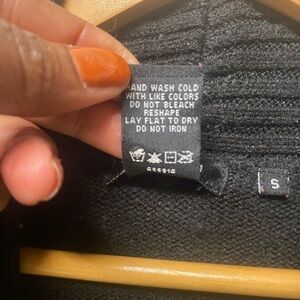 HAND WASH COLD
WITH LIKE COLORS
DO NOT BLEACH
RESHAPE
LAY FLAT TO DRY
DO NOT IRON
S